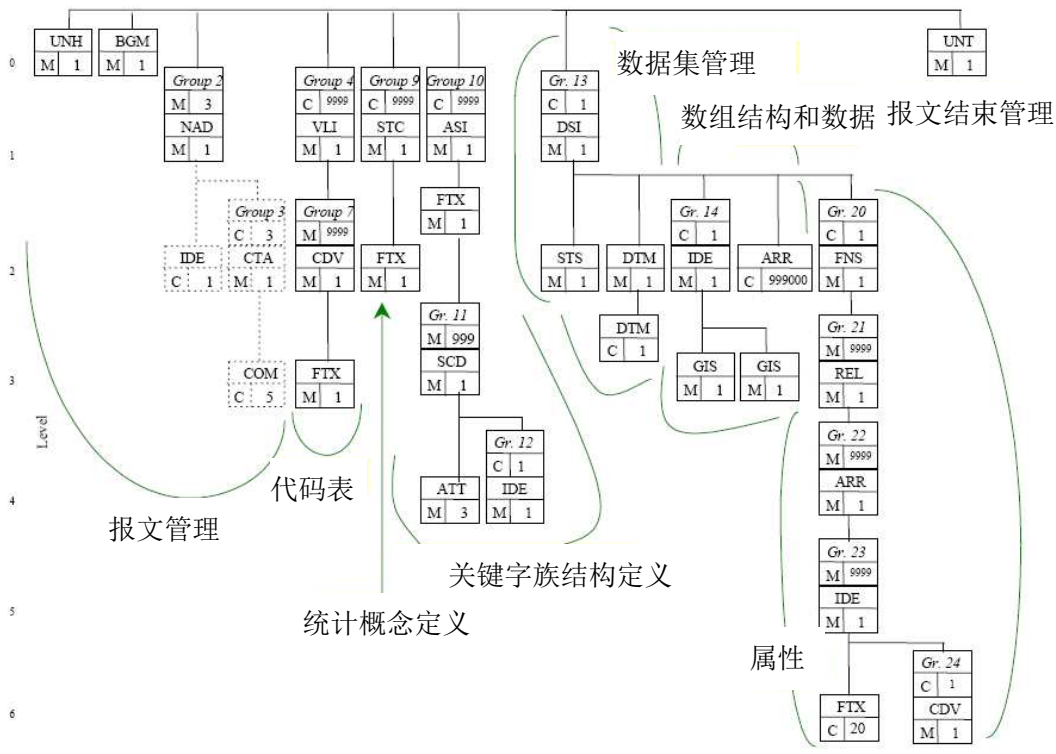 UNH BGM UNT
M 1 M 1 M 1
0
Group 2 Group 4 Group 9 Group 10 Gr. 13
M 3 C 9999 C 9999 C 9999 C 1
NAD VLI STC ASI DSI
M 1 M 1 M 1 M 1 M 1
数据集管理
数组结构和数据 报文结束管理
1
FTX
M 1
Group 3 Group 7 Gr. 14 Gr. 20
C 3 M 9999 C 1 C 1
IDE CTA CDV FTX STS DTM IDE ARR FNS
C 1 M 1 M 1 M 1 M 1 M 1 M 1 C 999000 M 1
2
Gr. 11 DTM Gr. 21
M 999 C 1 M 9999
SCD GIS GIS REL
M 1 M 1 M 1 M 1
COM FTX
C 5 M 1
3
Level
Gr. 12 Gr. 22
C 1 M 9999
ATT IDE ARR
M 3 M 1 M 1
4
代码表
报文管理
关键字族结构定义
统计概念定义
Gr. 23
M 9999
IDE
M 1
5
属性
Gr. 24
C 1
FTX CDV
C 20 M 1
6